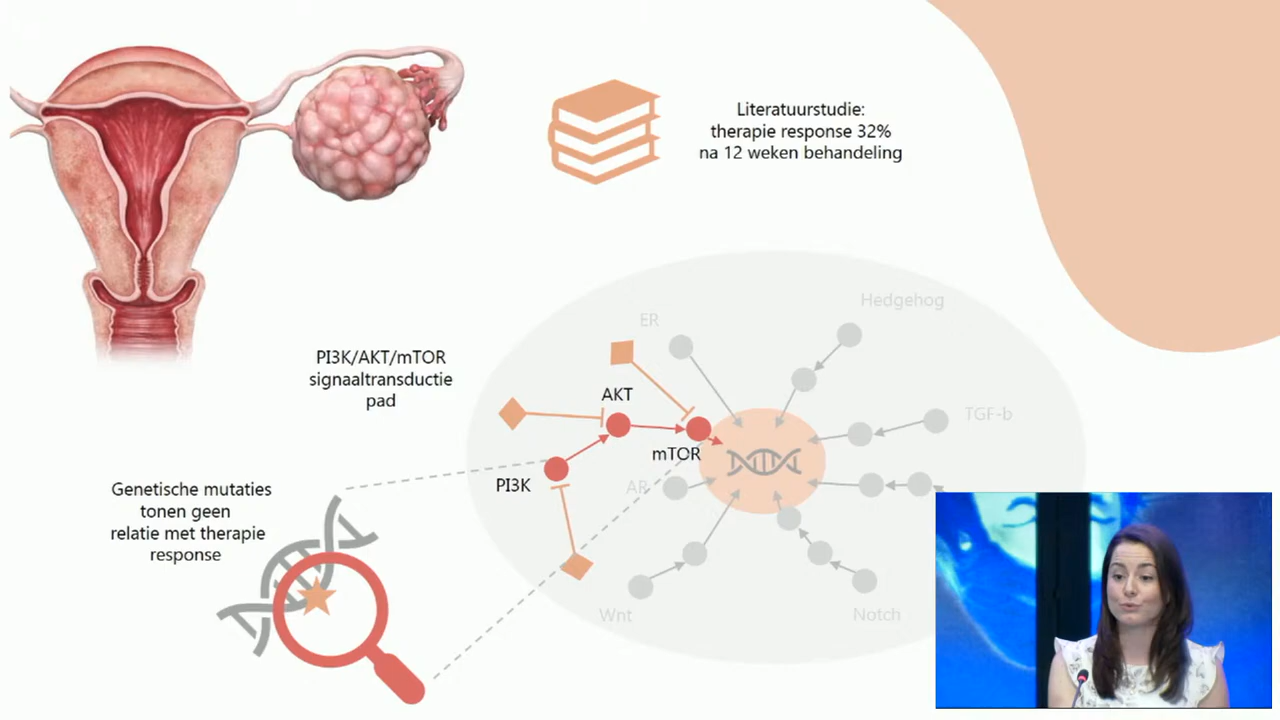 Literatuurstudie:
therapie response 32%
na 12 weken behandeling
Hedgehog
ER
PI3K/AKT/mTOR
signaaltransductie
pad
AKT
TGF-b
mTOR
PI3K
AR
Genetische mutaties
tonen geen
relatie met therapie
response
Wnt
Notch